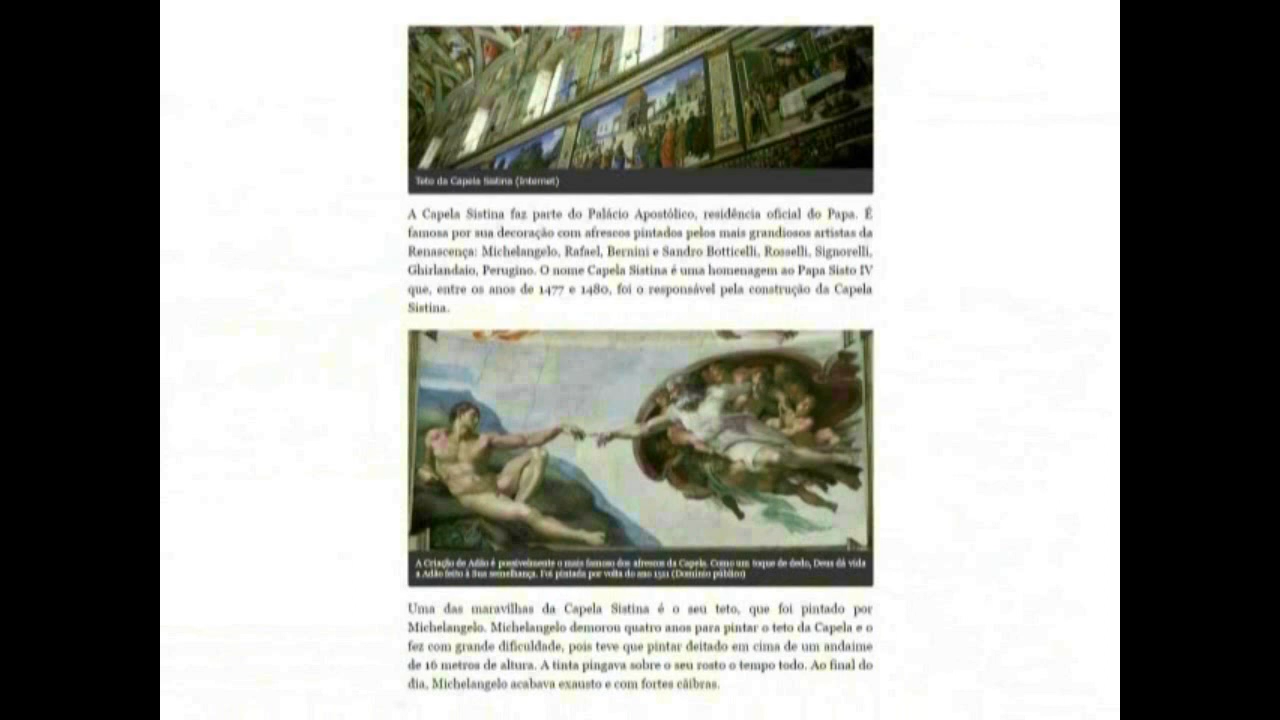 Teto da Capela Sistina (Internet)
A Capela Sistina faz parte do Palácio Apostólico, residência oficial do Papa. É
famosa por sua decoração com afrescos pintados pelos mais grandiosos artistas da
Renascença: Michelangelo, Rafael, Bernini e Sandro Botticelli, Rosselli, Signorelli,
Ghirlandaio, Perugino. O nome Capela Sistina é uma homenagem ao Papa Sisto IV
que, entre os anos de 1477 e 1480, foi o responsável pela construção da Capela
Sistina.
A Criação de Adão é possivelmente o mais famoso dos afrescos da Capela. Como um toque de dedo, Deus dá vida
a Adão feito à Sua semelhança. Foi pintada por volta do ano 1511 (Domínio público)
Uma das maravilhas da Capela Sistina é o seu teto, que foi pintado por
Michelangelo. Michelangelo demorou quatro anos para pintar o teto da Capela e o
fez com grande dificuldade, pois teve que pintar deitado em cima de um andaime
de 16 metros de altura. A tinta pingava sobre o seu rosto o tempo todo. Ao final do
dia, Michelangelo acabava exausto e com fortes cãibras.